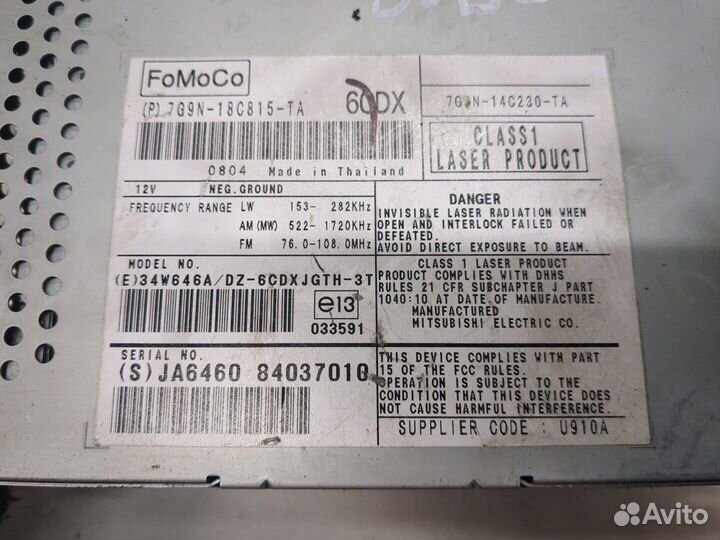 FoMoCo
(P) 7G9N-18C815-TA 6CDX
7G9N-14C230-TA
CLASS1
LASER PRODUCT
0804 Made in Thailand
12V NEG.GROUND
FREQUENCY RANGE LW 153- 282KHz
AM(MW) 522- 1720KHz
FM 76.0-108.0MHz
DANGER
INVISIBLE LASER RADIATION WHEN
OPEN AND INTERLOCK FAILED OR
DEFEATED.
AVOID DIRECT EXPOSURE TO BEAM.
MODEL NO.
(E)34W646A/DZ-6CDXJGTH-3T
e13
033591
CLASS 1 LASER PRODUCT
PRODUCT COMPLIES WITH DHHS
RULES 21 CFR SUBCHAPTER J PART
1040:10 AT DATE OF MANUFACTURE.
MANUFACTURED
MITSUBISHI ELECTRIC CO.
SERIAL NO.
(S)JA6460 84037010
THIS DEVICE COMPLIES WITH PART
15 OF THE FCC RULES.
OPERATION IS SUBJECT TO THE
CONDITION THAT THIS DEVICE DOES
NOT CAUSE HARMFUL INTERFERENCE.
SUPPLIER CODE : U910A
Avito